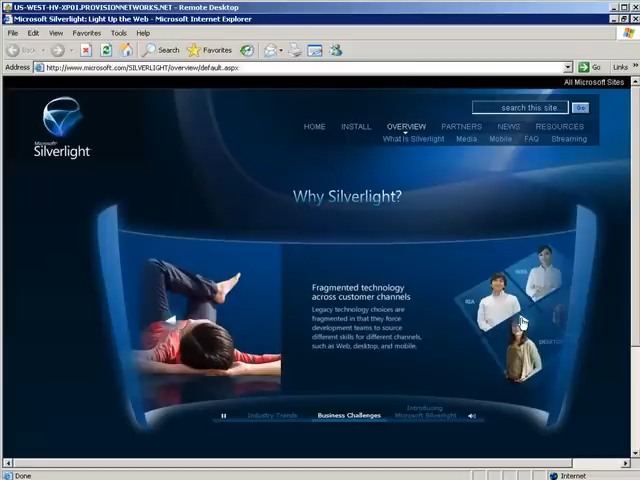 US-WEST-HV-XP01.PROVISIONNETWORKS.NET - Remote Desktop
Microsoft Silverlight: Light Up the Web - Microsoft Internet Explorer
File Edit View Favorites Tools Help
Back Search Favorites
Address http://www.microsoft.com/SILVERLIGHT/overview/default.aspx Go Links »
All Microsoft Sites
search this site... Go
HOME INSTALL OVERVIEW PARTNERS NEWS RESOURCES
What is Silverlight Media Mobile FAQ Streaming
Microsoft
Silverlight
Why Silverlight?
Fragmented technology
across customer channels
Legacy technology choices are
fragmented in that they force
development teams to source
different skills for different channels,
such as Web, desktop, and mobile.
WEB
RIA
DESKTOP
Industry Trends Business Challenges Introducing
Microsoft Silverlight
Done Internet